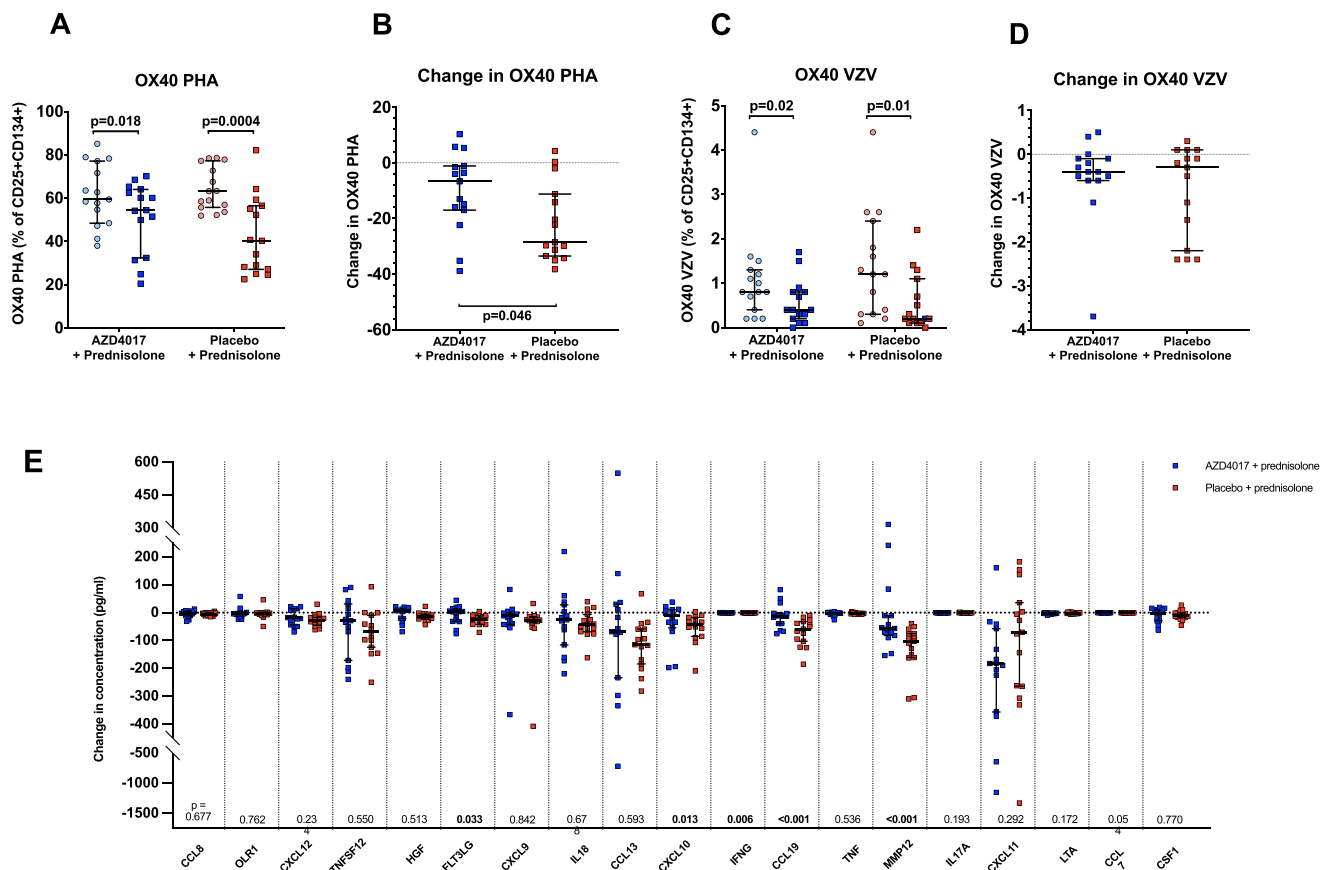 A
B
C
D
OX40 PHA
Change in OX40 PHA
OX40 VZV
Change in OX40 VZV
OX40 PHA (% of CD25+CD134+)
100
80
60
40
20
0
p=0.018
p=0.0004
AZD4017
+ Prednisolone
Placebo
+ Prednisolone
Change in OX40 PHA
20
0
-20
-40
-60
p=0.046
AZD4017
+ Prednisolone
Placebo
+ Prednisolone
OX40 VZV (% of CD25+CD134+)
5
4
3
2
1
0
p=0.02
p=0.01
AZD4017
+ Prednisolone
Placebo
+ Prednisolone
Change in OX40 VZV
1
0
-1
-2
-3
-4
AZD4017
+ Prednisolone
Placebo
+ Prednisolone
E
Change in concentration (pg/ml)
600
450
300
200
100
0
-100
-200
-300
-400
-500
-1000
-1500
AZD4017 + prednisolone
Placebo + prednisolone
p =
0.677 0.762 0.23 0.550 0.513 0.033 0.842 0.67 0.593 0.013 0.006 <0.001 0.536 <0.001 0.193 0.292 0.172 0.05 0.770
4 8 4
CCL8 OLR1 CXCL12 TNFSF12 HGF FLT3LG CXCL9 IL18 CCL13 CXCL10 IFNG CCL19 TNF MMP12 IL17A CXCL11 LTA CCL CSF1
7